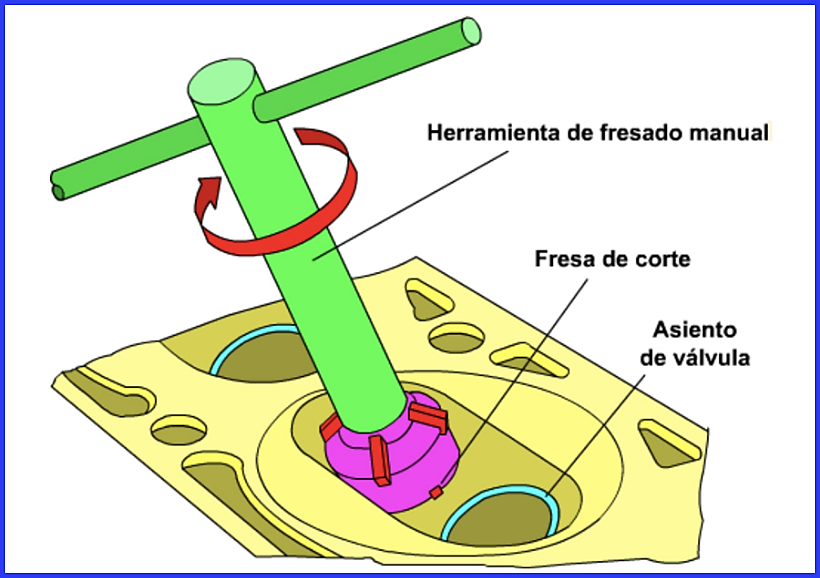 Herramienta de fresado manual
Fresa de corte
Asiento
de válvula